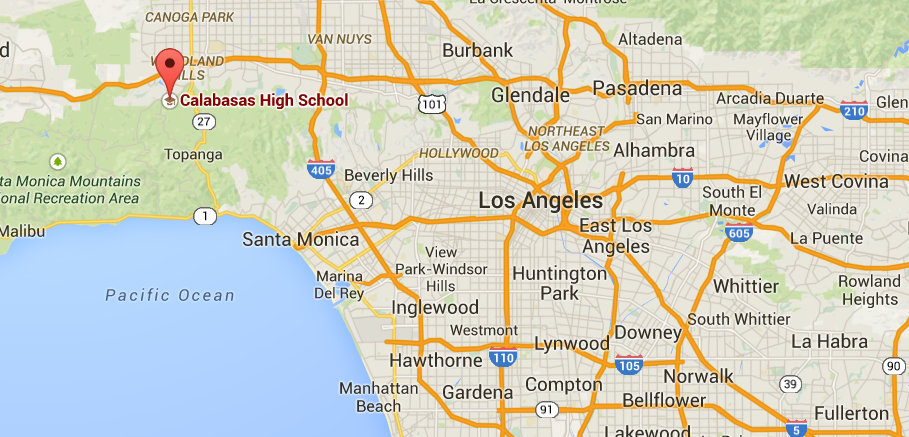 La Crescenta-Montrose
CANOGA PARK
VAN NUYS
Burbank
Altadena
WOODLAND
HILLS
Calabasas High School
101
Glendale
Pasadena
Arcadia
Duarte
210
Glen
27
San Marino
Mayflower
Village
NORTHEAST
LOS ANGELES
Topanga
HOLLYWOOD
Alhambra
Covina
405
Beverly Hills
10
West Covina
ta Monica Mountains
onal Recreation Area
2
Los Angeles
South El
Monte
Valinda
1
Malibu
Santa Monica
East Los
Angeles
605
La Puente
View
Park-Windsor
Hills
Marina
Del Rey
Pacific Ocean
Huntington
Park
Whittier
Rowland
Heights
Inglewood
South Whittier
Westmont
Lynwood
Downey
La Habra
Hawthorne
110
105
90
Manhattan
Beach
Gardena
Compton
Norwalk
39
91
Bellflower
Fullerton
5
Lakewood